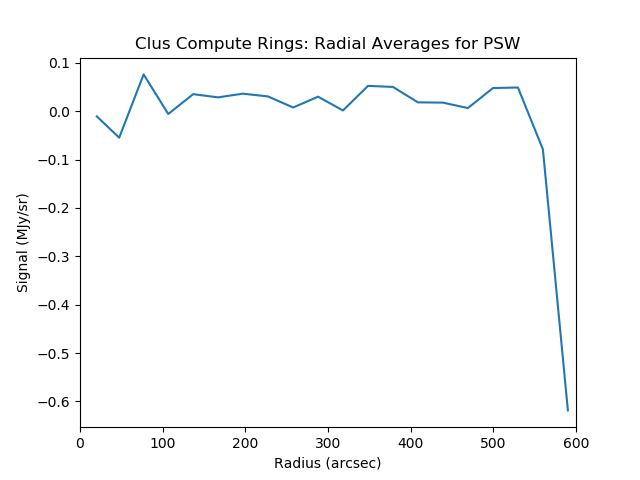 Clus Compute Rings: Radial Averages for PSW
0.1
0.0
−0.1
−0.2
−0.3
−0.4
−0.5
−0.6
Signal (MJy/sr)
0 100 200 300 400 500 600
Radius (arcsec)